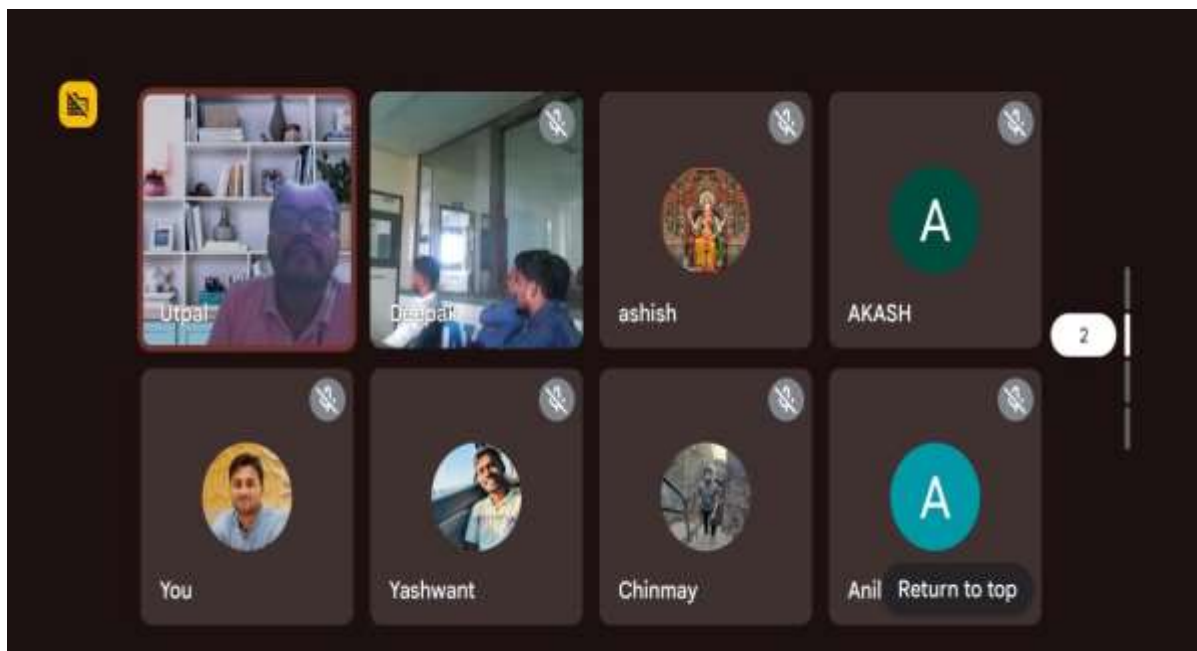 Utpal
Deepak
ashish
AKASH
A
2
You
Yashwant
Chinmay
Anil
A
Return to top